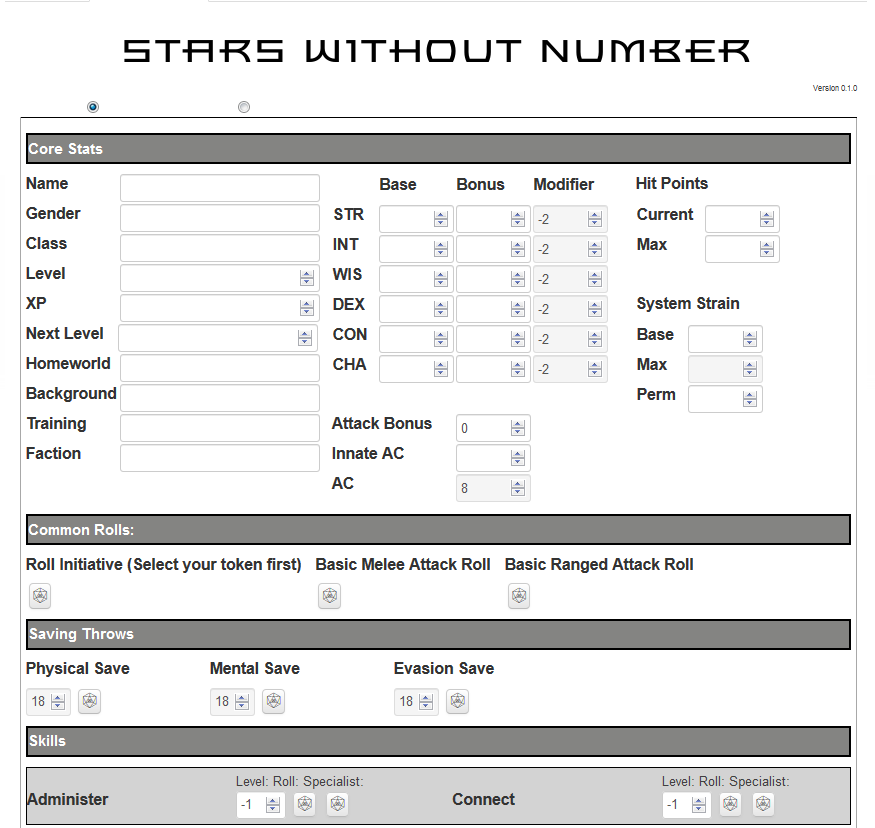 STARS WITHOUT NUMBER
Version 0.1.0
Core Stats
Name
Gender
Class
Level
XP
Next Level
Homeworld
Background
Training
Faction
Base Bonus Modifier
STR -2
INT -2
WIS -2
DEX -2
CON -2
CHA -2
Attack Bonus 0
Innate AC
AC 8
Hit Points
Current
Max
System Strain
Base
Max
Perm
Common Rolls:
Roll Initiative (Select your token first) Basic Melee Attack Roll Basic Ranged Attack Roll
Saving Throws
Physical Save Mental Save Evasion Save
18 18 18
Skills
Level: Roll: Specialist: Level: Roll: Specialist:
Administer -1 Connect -1